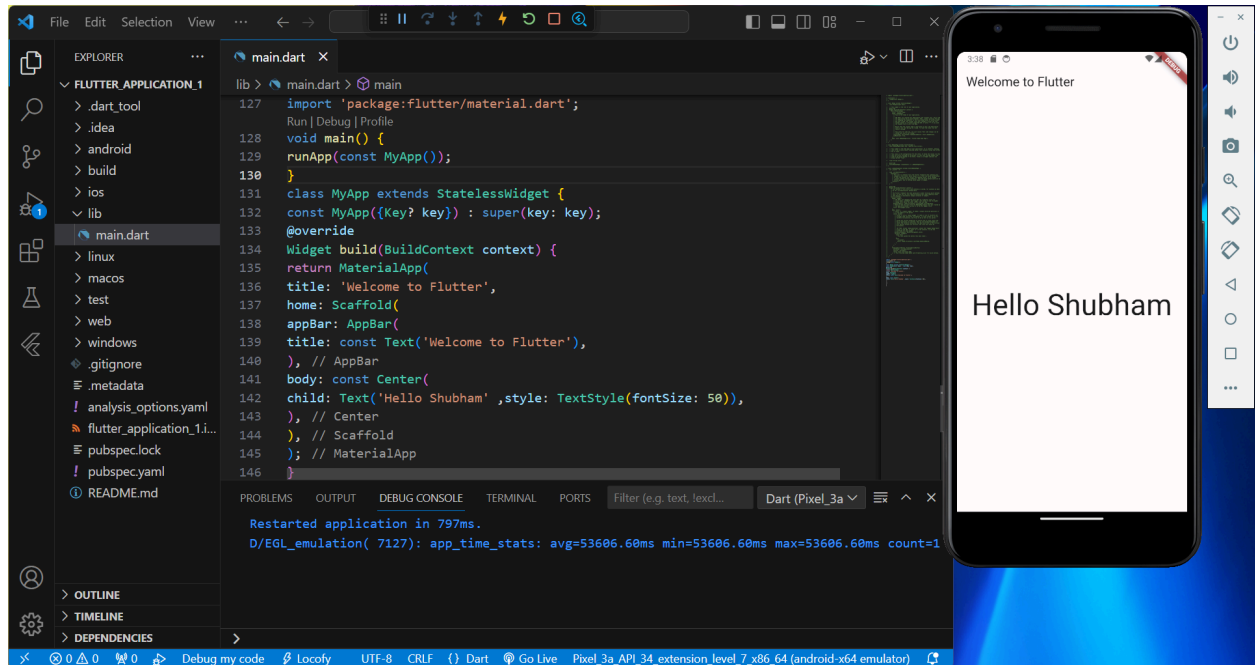 File Edit Selection View ...
EXPLORER ...
FLUTTER_APPLICATION_1
.dart_tool
.idea
android
build
ios
lib
main.dart
linux
macos
test
web
windows
.gitignore
.metadata
analysis_options.yaml
flutter_application_1.i...
pubspec.lock
pubspec.yaml
README.md
OUTLINE
TIMELINE
DEPENDENCIES
1
main.dart
lib > main.dart > main
127 import 'package:flutter/material.dart';
Run | Debug | Profile
128 void main() {
129 runApp(const MyApp());
130 }
131 class MyApp extends StatelessWidget {
132 const MyApp({Key? key}) : super(key: key);
133 @override
134 Widget build(BuildContext context) {
135 return MaterialApp(
136 title: 'Welcome to Flutter',
137 home: Scaffold(
138 appBar: AppBar(
139 title: const Text('Welcome to Flutter'),
140 ), // AppBar
141 body: const Center(
142 child: Text('Hello Shubham' ,style: TextStyle(fontSize: 50)),
143 ), // Center
144 ), // Scaffold
145 ); // MaterialApp
146 }
PROBLEMS OUTPUT DEBUG CONSOLE TERMINAL PORTS Filter (e.g. text, !excl... Dart (Pixel_3a
Restarted application in 797ms.
D/EGL_emulation( 7127): app_time_stats: avg=53606.60ms min=53606.60ms max=53606.60ms count=1
>
0 0 0 Debug my code Locofy UTF-8 CRLF {} Dart Go Live Pixel_3a_API_34_extension_level_7_x86_64 (android-x64 emulator)
3:38
DEBUG
Welcome to Flutter
Hello Shubham